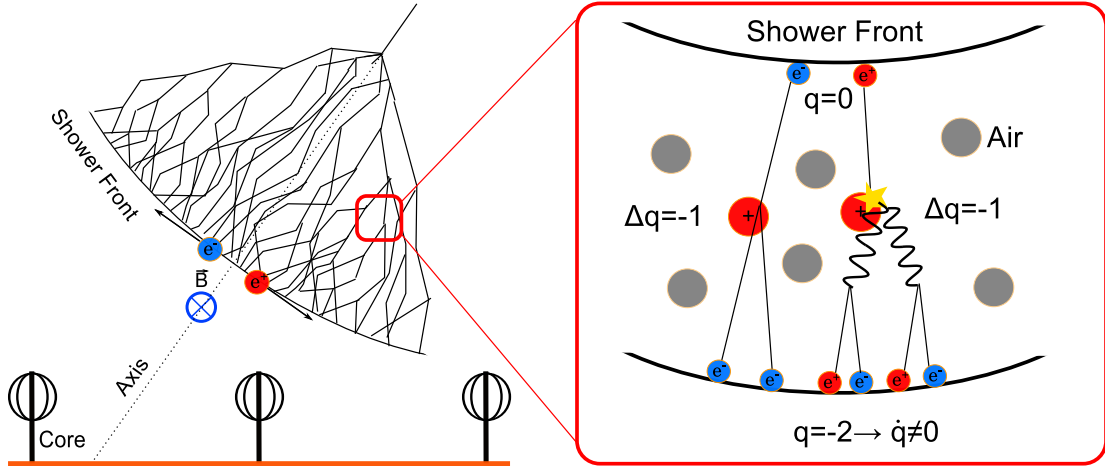 Shower Front
e⁻
e⁺
B⃗
Axis
Core
Shower Front
e⁻
e⁺
q=0
Air
Δq=-1
+
+
Δq=-1
e⁻
e⁻
e⁺
e⁻
e⁺
e⁻
q=-2→ q̇≠0